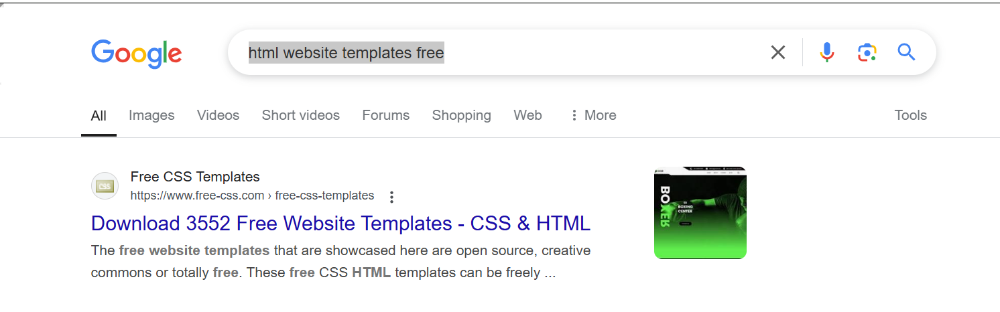 Google
html website templates free
All Images Videos Short videos Forums Shopping Web More Tools
CSS
Free CSS Templates
https://www.free-css.com › free-css-templates
Download 3552 Free Website Templates - CSS & HTML
The free website templates that are showcased here are open source, creative
commons or totally free. These free CSS HTML templates can be freely ...
BOXER
BOXING
CENTER